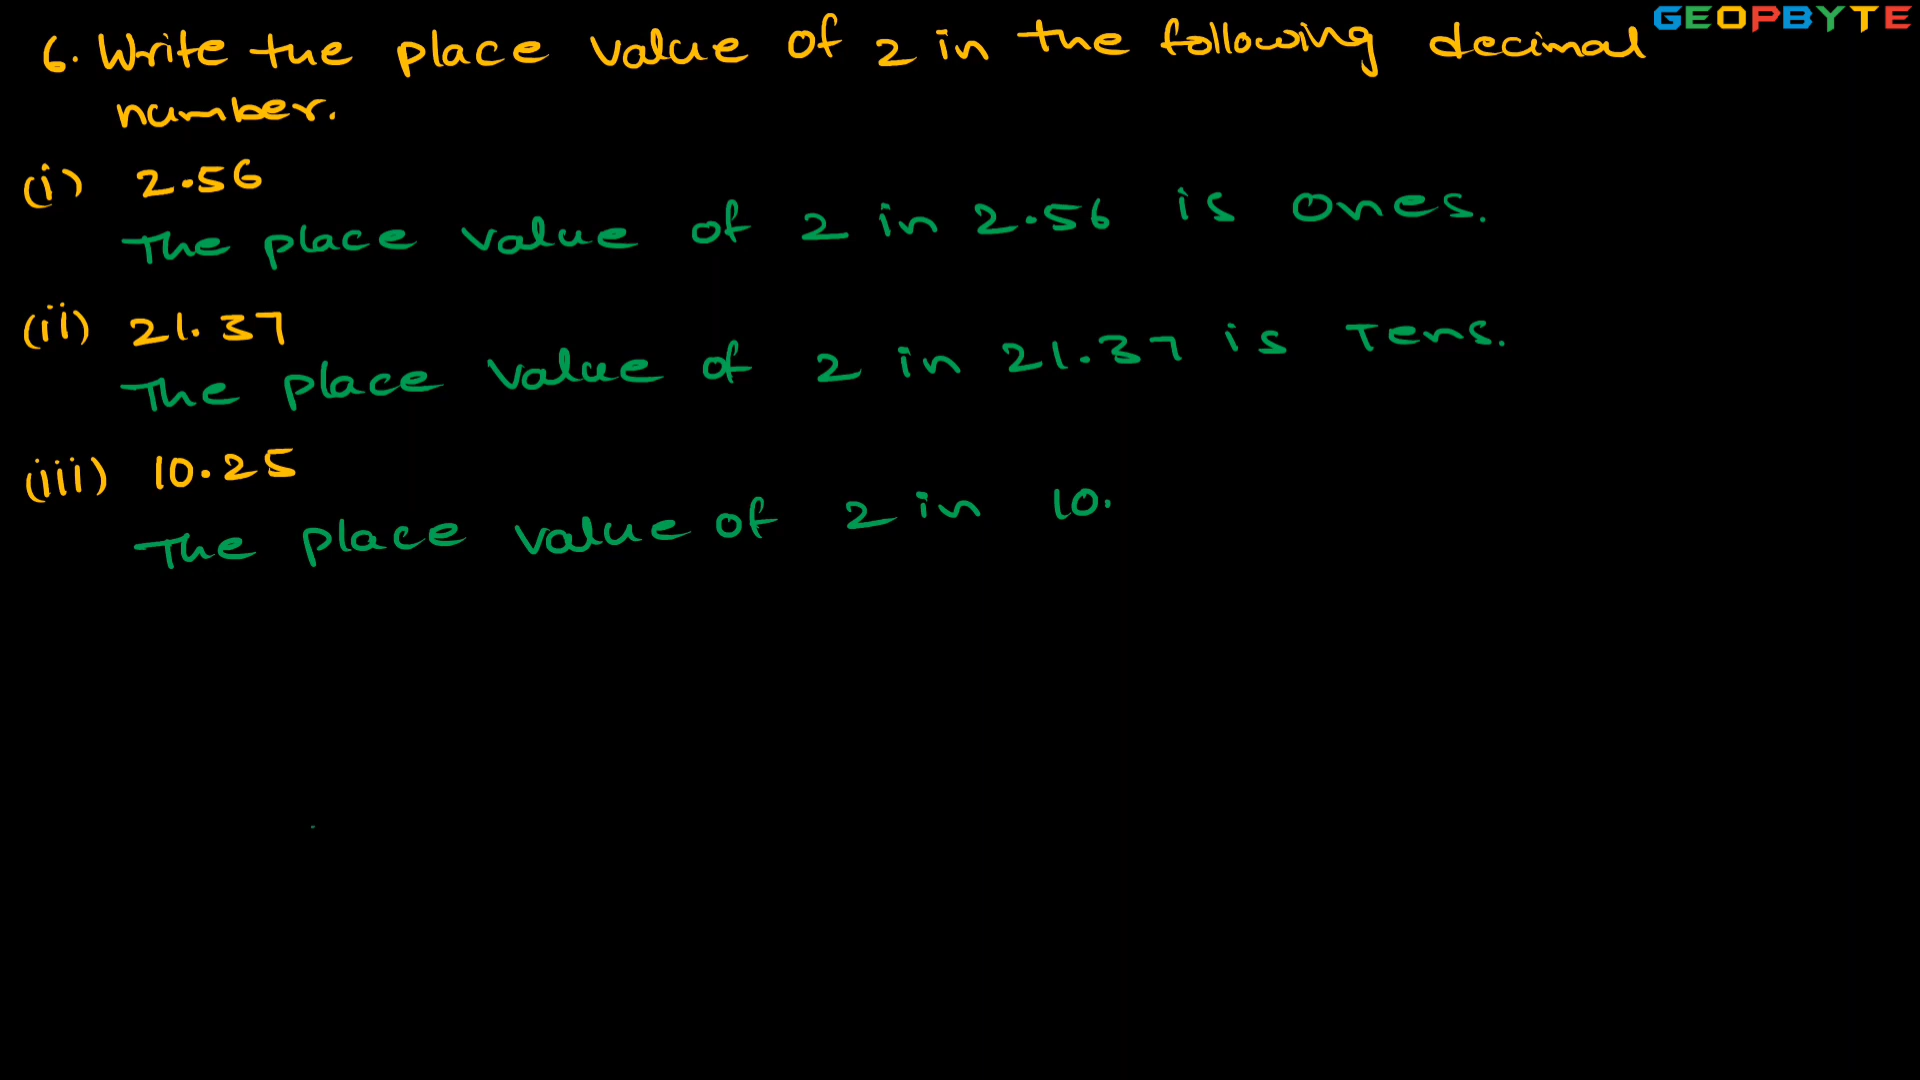 GEOPBYTE
6. Write the place value of 2 in the following decimal
number.
(i) 2.56
The place value of 2 in 2.56 is ones.
(ii) 21.37
The place value of 2 in 21.37 is Tens.
(iii) 10.25
The place value of 2 in 10.